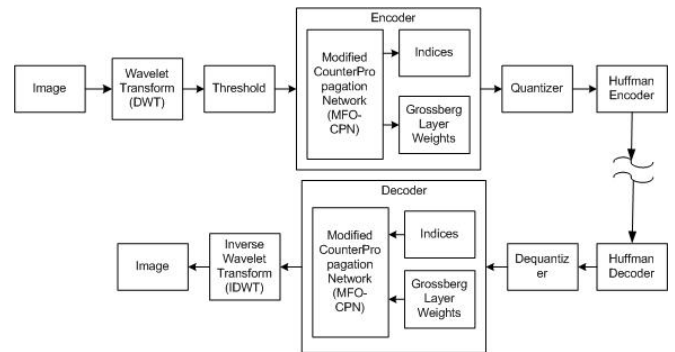 Encoder
Image
Wavelet
Transform
(DWT)
Threshold
Modified
CounterPro
pagation
Network
(MFO-
CPN)
Indices
Grossberg
Layer
Weights
Quantizer
Huffman
Encoder
Decoder
Image
Inverse
Wavelet
Transform
(IDWT)
Modified
CounterPro
pagation
Network
(MFO-
CPN)
Indices
Grossberg
Layer
Weights
Dequantiz
er
Huffman
Decoder